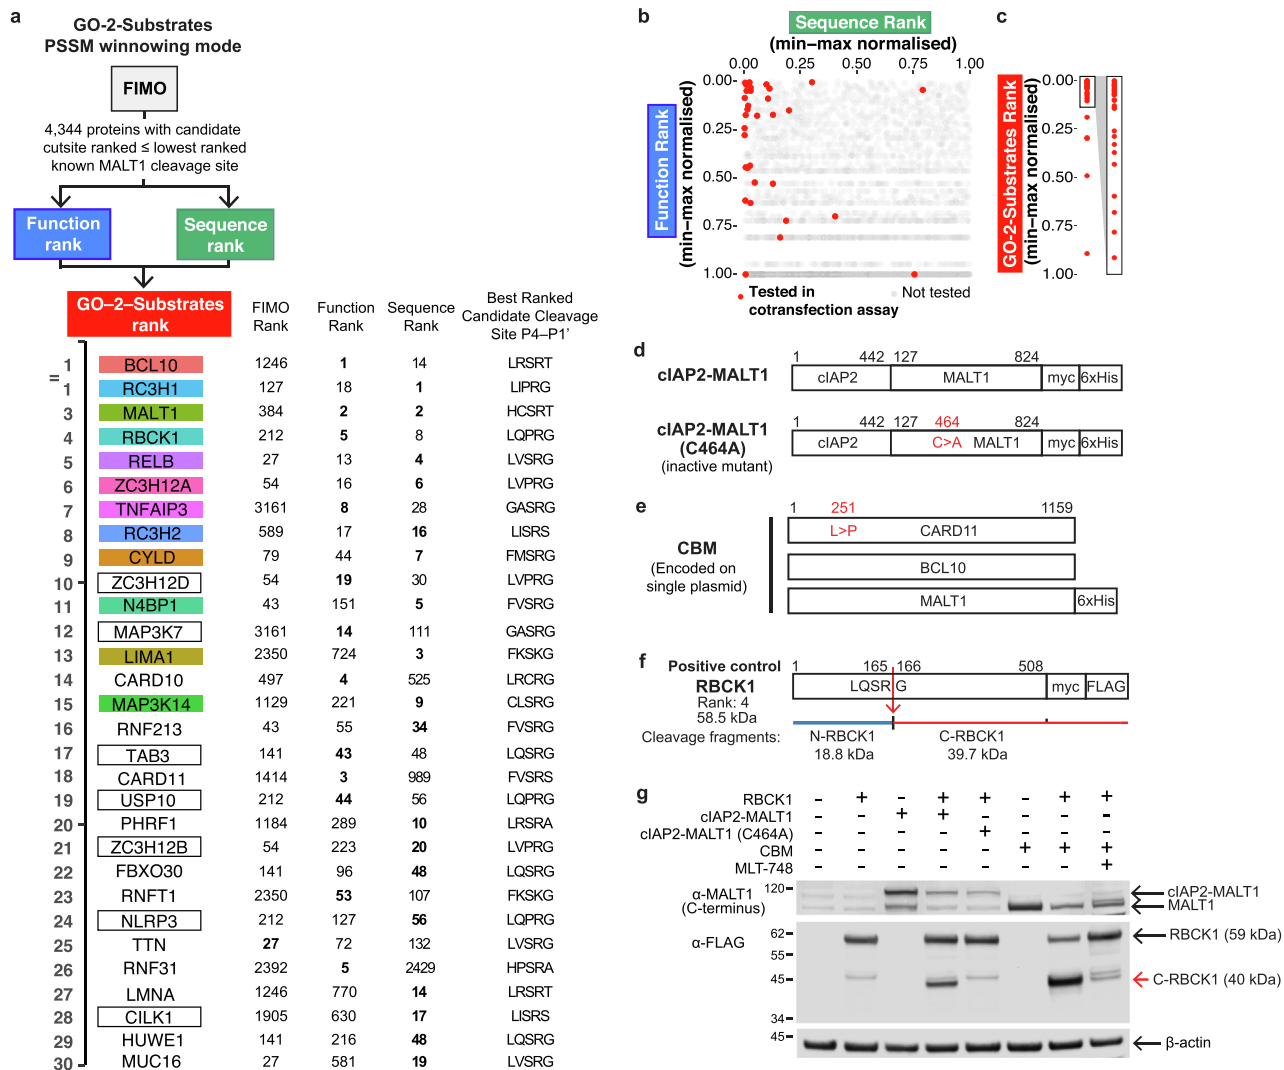 a
GO-2-Substrates
PSSM winnowing mode
FIMO
4,344 proteins with candidate
cutsite ranked ≤ lowest ranked
known MALT1 cleavage site
Function
rank
Sequence
rank
GO–2–Substrates
rank
FIMO
Rank
Function
Rank
Sequence
Rank
Best Ranked
Candidate Cleavage
Site P4–P1'
1 BCL10 1246 1 14 LRSRT
=
1 RC3H1 127 18 1 LIPRG
3 MALT1 384 2 2 HCSRT
4 RBCK1 212 5 8 LQPRG
5 RELB 27 13 4 LVSRG
6 ZC3H12A 54 16 6 LVPRG
7 TNFAIP3 3161 8 28 GASRG
8 RC3H2 589 17 16 LISRS
9 CYLD 79 44 7 FMSRG
10 ZC3H12D 54 19 30 LVPRG
11 N4BP1 43 151 5 FVSRG
12 MAP3K7 3161 14 111 GASRG
13 LIMA1 2350 724 3 FKSKG
14 CARD10 497 4 525 LRCRG
15 MAP3K14 1129 221 9 CLSRG
16 RNF213 43 55 34 FVSRG
17 TAB3 141 43 48 LQSRG
18 CARD11 1414 3 989 FVSRS
19 USP10 212 44 56 LQPRG
20 PHRF1 1184 289 10 LRSRA
21 ZC3H12B 54 223 20 LVPRG
22 FBXO30 141 96 48 LQSRG
23 RNFT1 2350 53 107 FKSKG
24 NLRP3 212 127 56 LQPRG
25 TTN 27 72 132 LVSRG
26 RNF31 2392 5 2429 HPSRA
27 LMNA 1246 770 14 LRSRT
28 CILK1 1905 630 17 LISRS
29 HUWE1 141 216 48 LQSRG
30 MUC16 27 581 19 LVSRG
b
Sequence Rank
(min–max normalised)
0.00 0.25 0.50 0.75 1.00
Function Rank
(min–max normalised)
0.00
0.25
0.50
0.75
1.00
Tested in
cotransfection assay
Not tested
c
GO-2-Substrates Rank
(min–max normalised)
0.00
0.25
0.50
0.75
1.00
d
1 442 127 824
cIAP2-MALT1 cIAP2 MALT1 myc 6xHis
1 442 127 464 824
cIAP2-MALT1
(C464A)
(inactive mutant)
cIAP2 C>A MALT1 myc 6xHis
e
1 251 1159
L>P CARD11
CBM
(Encoded on
single plasmid)
BCL10
MALT1 6xHis
f
Positive control 1 165 166 508
RBCK1 LQSR G myc FLAG
Rank: 4
58.5 kDa
Cleavage fragments:
N-RBCK1
18.8 kDa
C-RBCK1
39.7 kDa
g
RBCK1 – + – + + – + +
cIAP2-MALT1 – – + + – – – –
cIAP2-MALT1 (C464A) – – – – + – – –
CBM – – – – – + + +
MLT-748 – – – – – – – +
α-MALT1
(C-terminus)
120
cIAP2-MALT1
MALT1
α-FLAG
62
55
45
34
RBCK1 (59 kDa)
C-RBCK1 (40 kDa)
45
β-actin